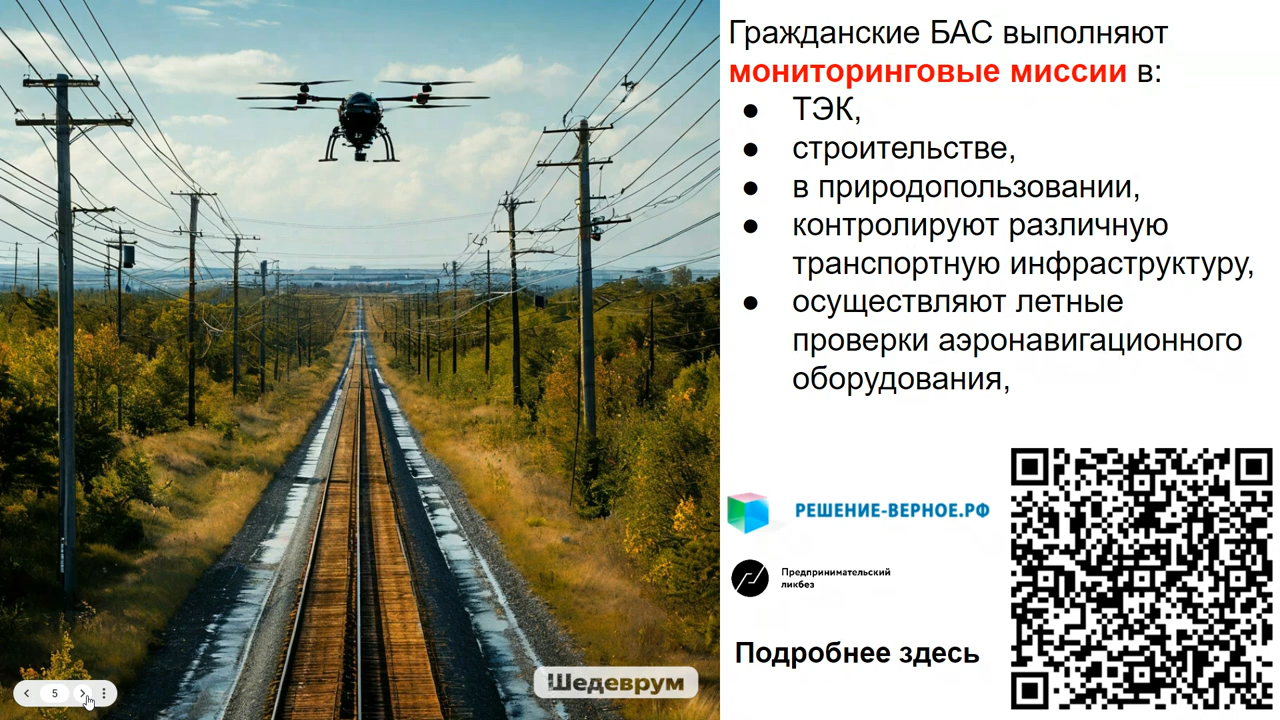 Гражданские БАС выполняют
мониторинговые миссии в:
● ТЭК,
● строительстве,
● в природопользовании,
● контролируют различную
транспортную инфраструктуру,
● осуществляют летные
проверки аэронавигационного
оборудования,
РЕШЕНИЕ-ВЕРНОЕ.РФ
Предпринимательский
ликбез
Подробнее здесь
Шедеврум
5